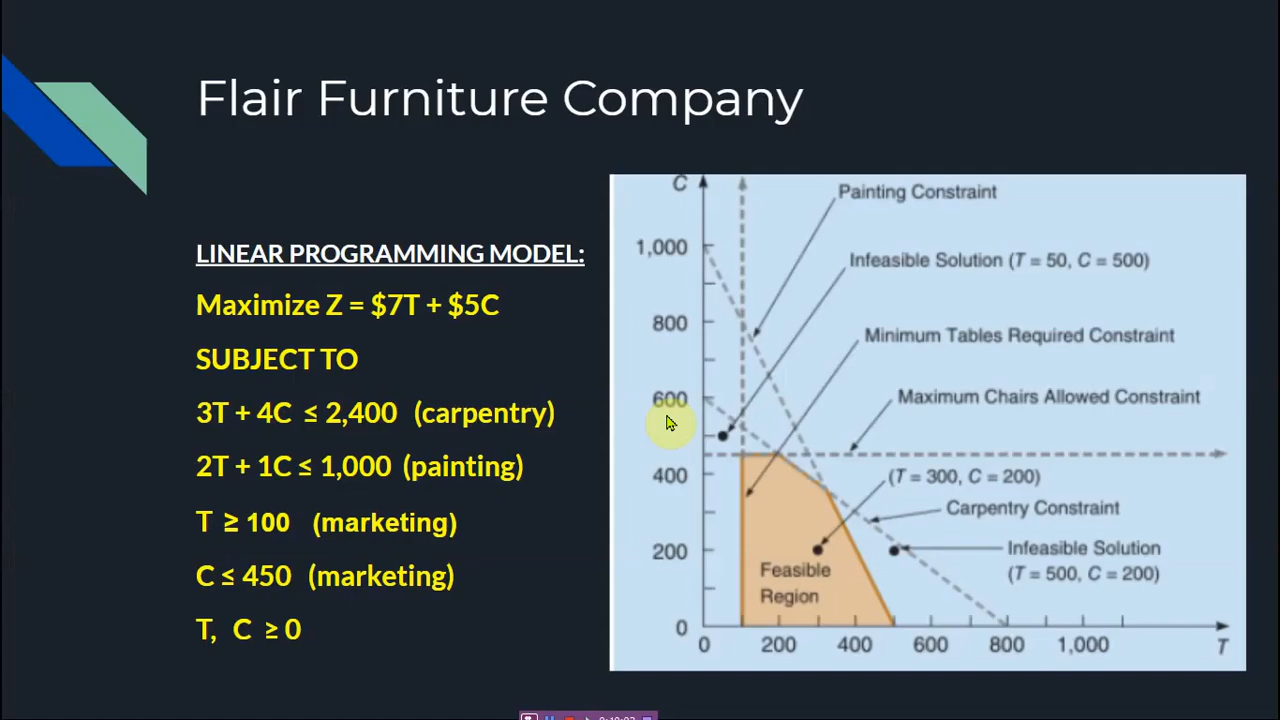 Flair Furniture Company
LINEAR PROGRAMMING MODEL:
Maximize Z = $7T + $5C
SUBJECT TO
3T + 4C ≤ 2,400 (carpentry)
2T + 1C ≤ 1,000 (painting)
T ≥ 100 (marketing)
C ≤ 450 (marketing)
T, C ≥ 0
C
Painting Constraint
1,000
Infeasible Solution (T = 50, C = 500)
800
Minimum Tables Required Constraint
600
Maximum Chairs Allowed Constraint
400
(T = 300, C = 200)
Carpentry Constraint
200
Infeasible Solution
(T = 500, C = 200)
Feasible
Region
0
0 200 400 600 800 1,000 T